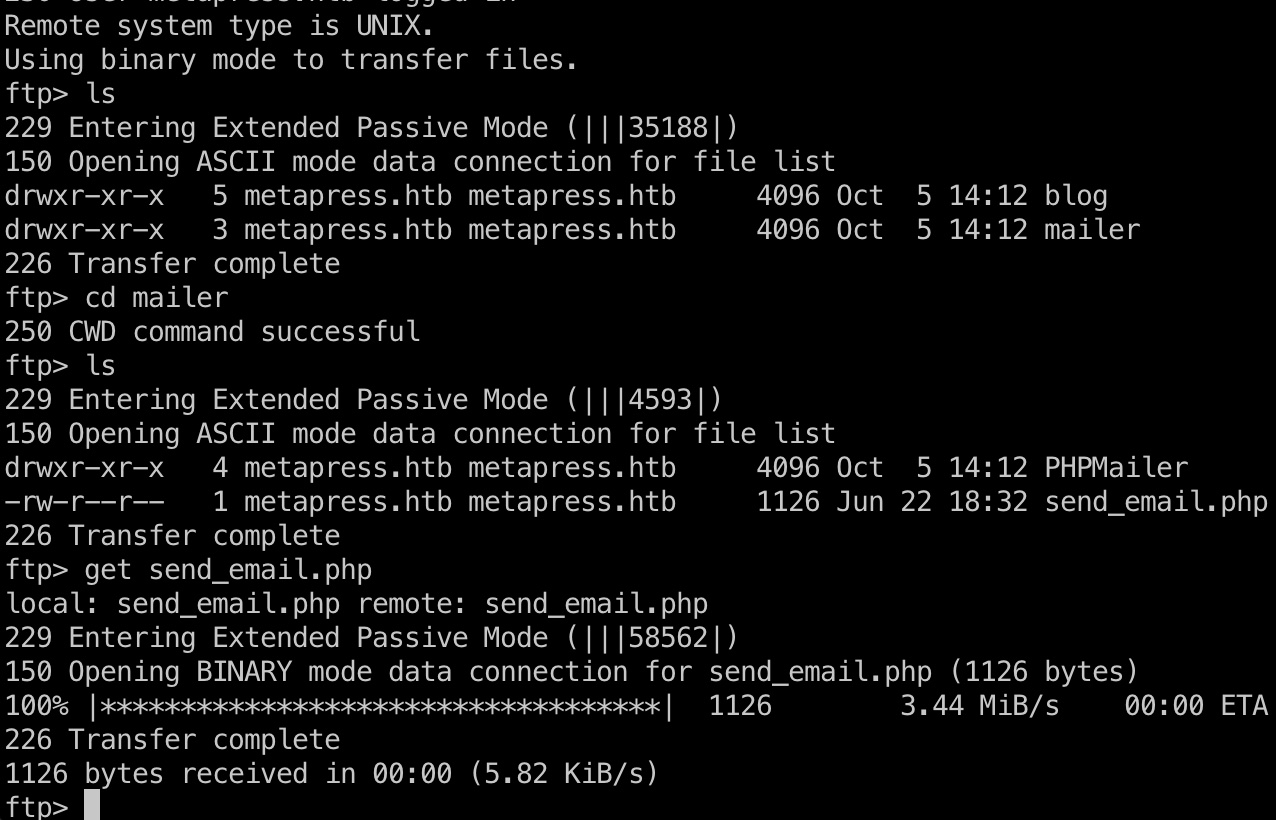 230 User metapress.htb logged in
Remote system type is UNIX.
Using binary mode to transfer files.
ftp> ls
229 Entering Extended Passive Mode (|||35188|)
150 Opening ASCII mode data connection for file list
drwxr-xr-x   5 metapress.htb metapress.htb     4096 Oct  5 14:12 blog
drwxr-xr-x   3 metapress.htb metapress.htb     4096 Oct  5 14:12 mailer
226 Transfer complete
ftp> cd mailer
250 CWD command successful
ftp> ls
229 Entering Extended Passive Mode (|||4593|)
150 Opening ASCII mode data connection for file list
drwxr-xr-x   4 metapress.htb metapress.htb     4096 Oct  5 14:12 PHPMailer
-rw-r--r--   1 metapress.htb metapress.htb     1126 Jun 22 18:32 send_email.php
226 Transfer complete
ftp> get send_email.php
local: send_email.php remote: send_email.php
229 Entering Extended Passive Mode (|||58562|)
150 Opening BINARY mode data connection for send_email.php (1126 bytes)
100% |***********************************|  1126        3.44 MiB/s    00:00 ETA
226 Transfer complete
1126 bytes received in 00:00 (5.82 KiB/s)
ftp>